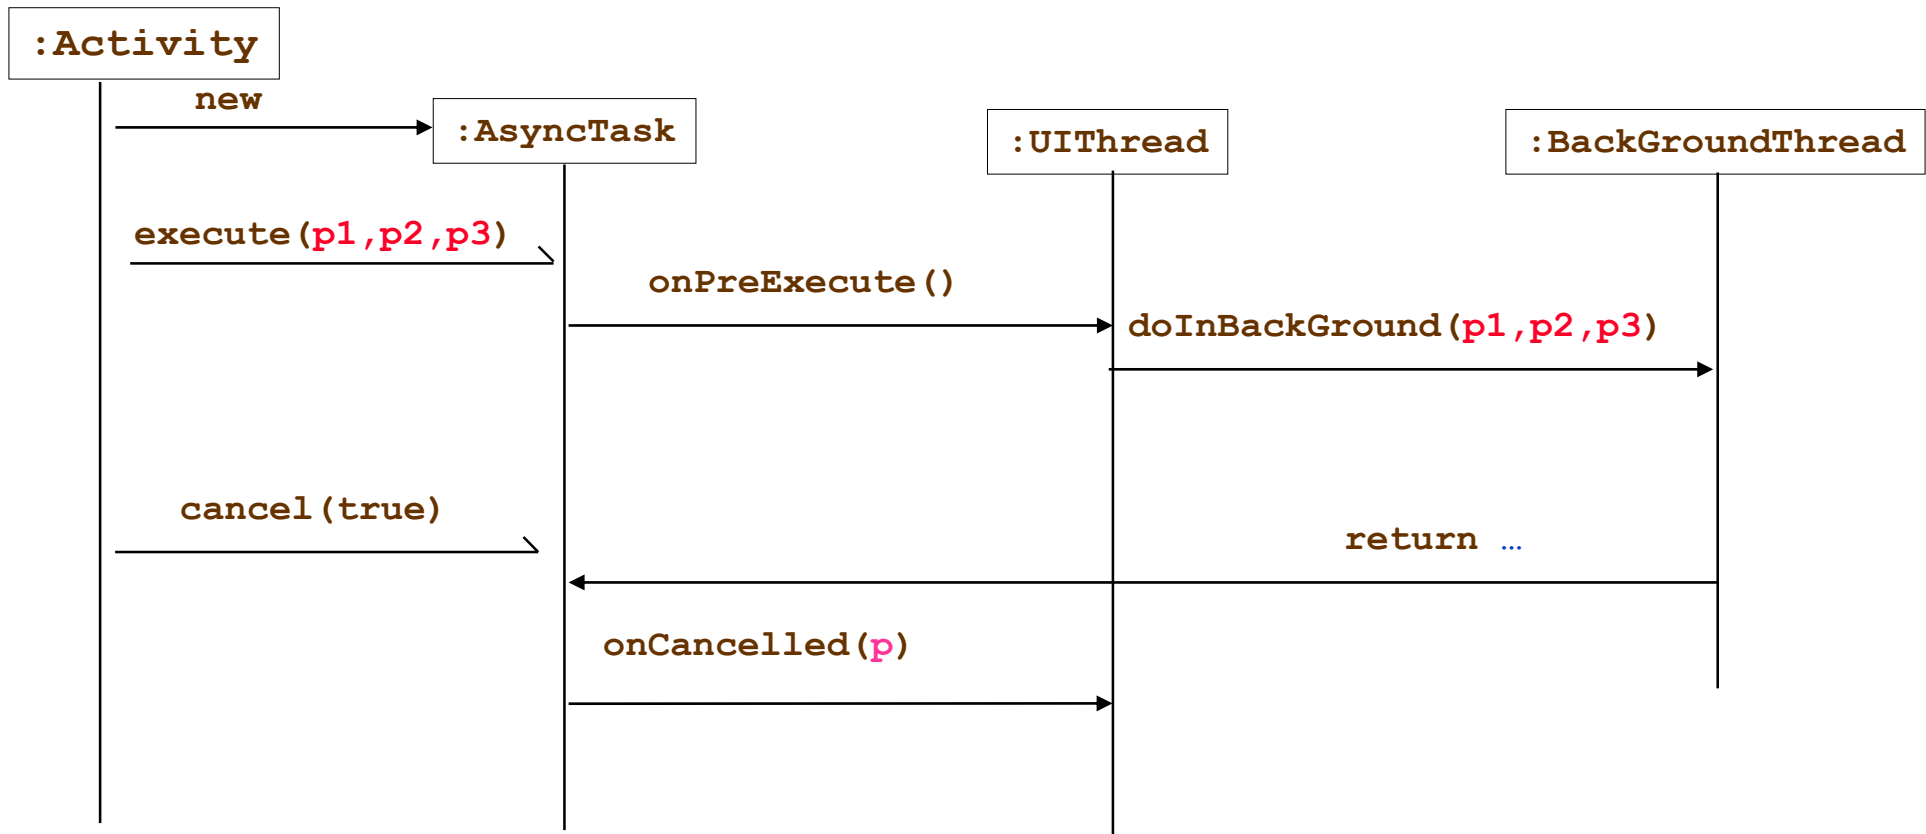 :Activity
new
:AsyncTask
:UIThread
:BackGroundThread
execute(p1,p2,p3)
onPreExecute()
doInBackGround(p1,p2,p3)
cancel(true)
return …
onCancelled(p)